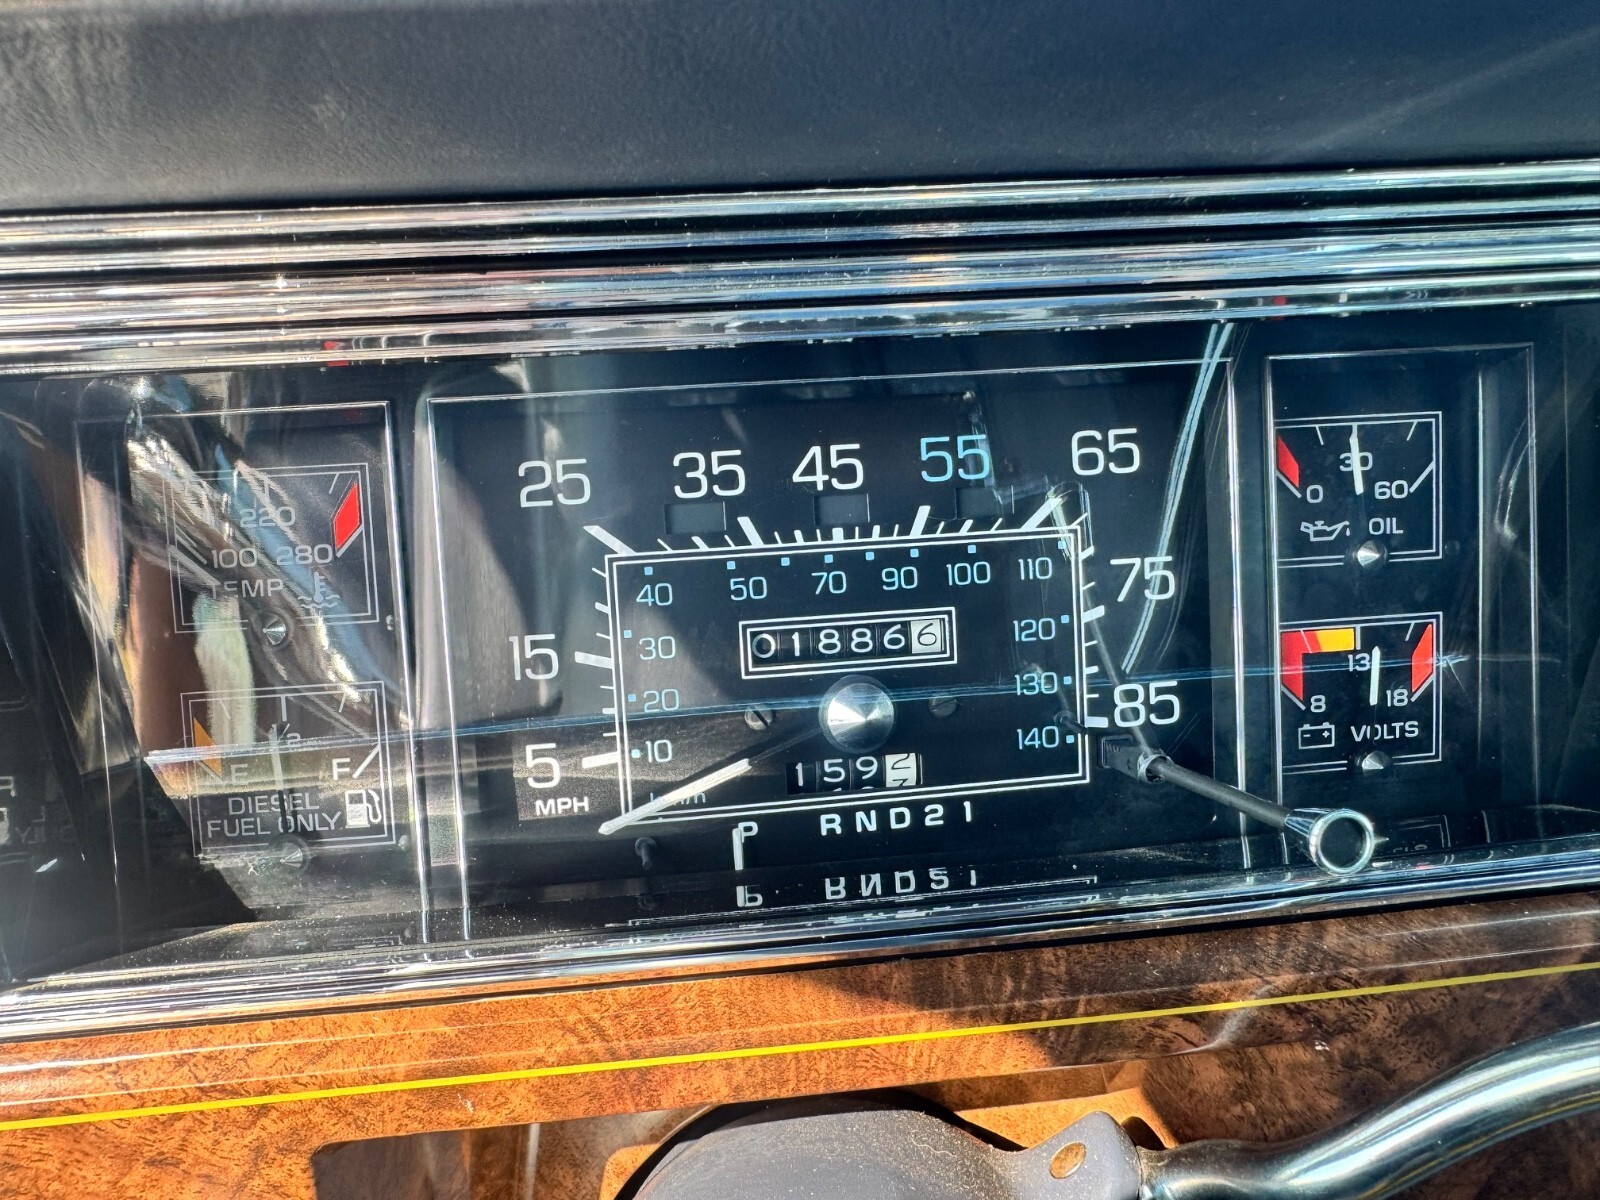 220
100 280
TEMP
1/2
E F
DIESEL
FUEL ONLY
25 35 45 55 65
75
85
15
5
MPH
40 50 70 90 100 110
30 120
20 130
10 140
km/h
018866
1592
P RND21
30
0 60
OIL
13
8 18
VOLTS